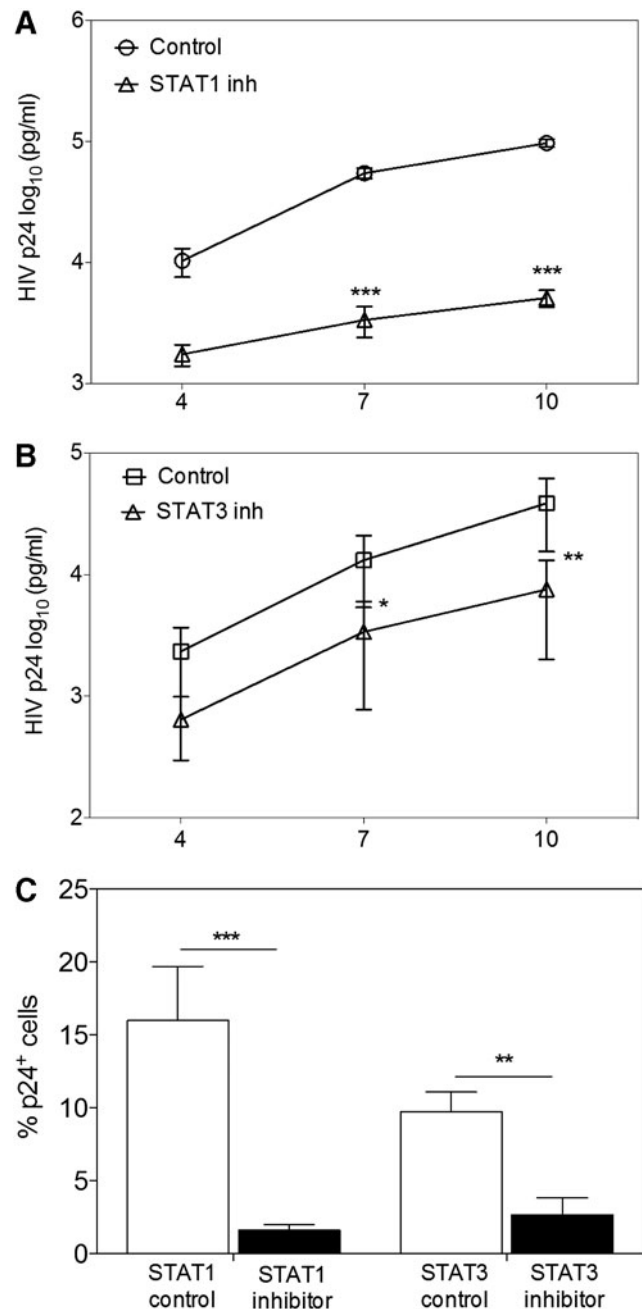 A
6
Control
STAT1 inh
5
HIV p24 log10 (pg/ml)
4
*** ***
3
4 7 10
B
5
Control
STAT3 inh
4
**
*
HIV p24 log10 (pg/ml)
3
2
4 7 10
C
25
***
20
15
% p24+ cells
**
10
5
0
STAT1 STAT1 STAT3 STAT3
control inhibitor control inhibitor